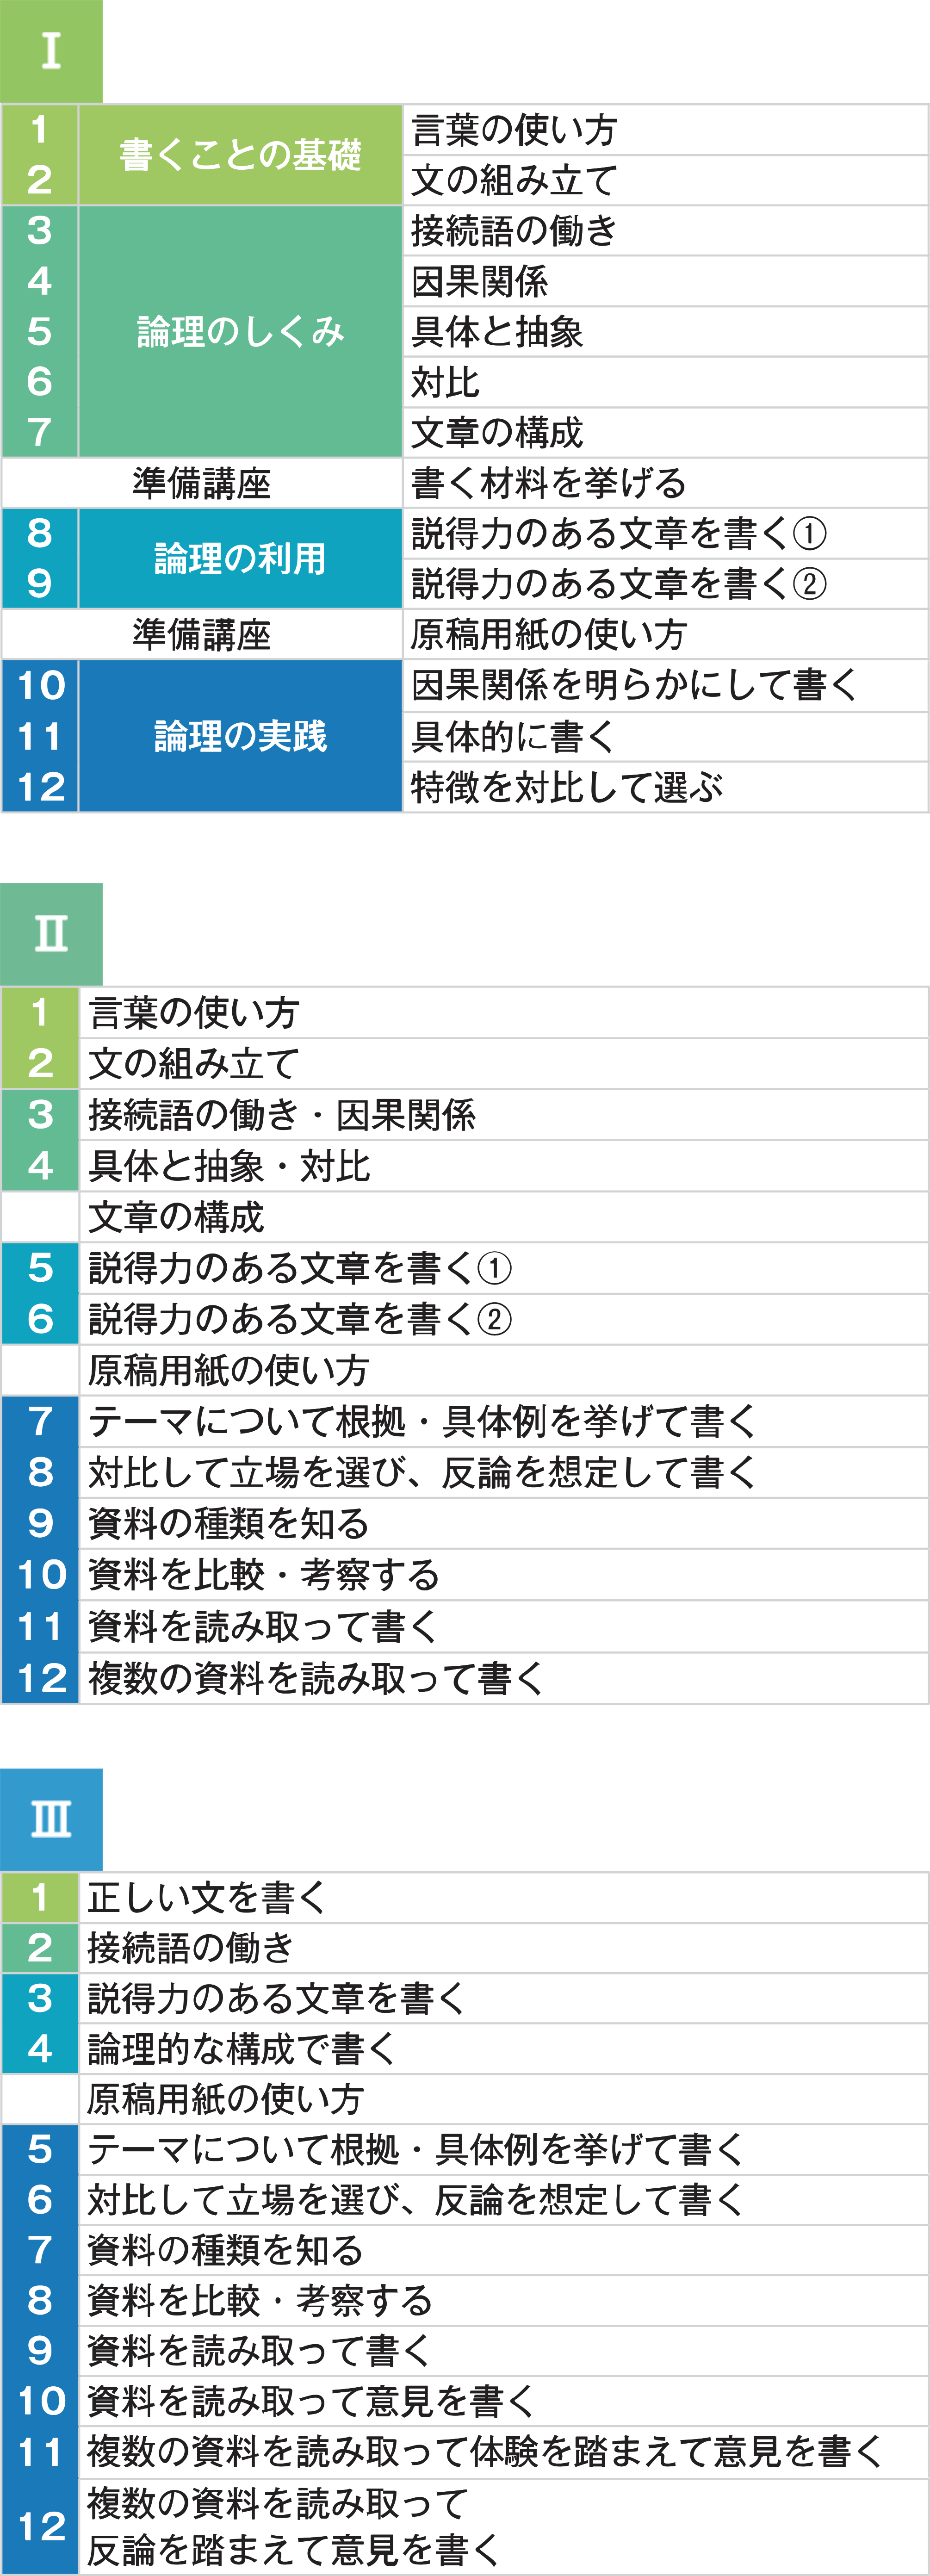 I
1
書くことの基礎
言葉の使い方
2
文の組み立て
3
論理のしくみ
接続語の働き
4
因果関係
5
具体と抽象
6
対比
7
文章の構成
準備講座
書く材料を挙げる
8
論理の利用
説得力のある文章を書く①
9
説得力のある文章を書く②
準備講座
原稿用紙の使い方
10
論理の実践
因果関係を明らかにして書く
11
具体的に書く
12
特徴を対比して選ぶ
II
1 言葉の使い方
2 文の組み立て
3 接続語の働き・因果関係
4 具体と抽象・対比
文章の構成
5 説得力のある文章を書く①
6 説得力のある文章を書く②
原稿用紙の使い方
7 テーマについて根拠・具体例を挙げて書く
8 対比して立場を選び、反論を想定して書く
9 資料の種類を知る
10 資料を比較・考察する
11 資料を読み取って書く
12 複数の資料を読み取って書く
III
1 正しい文を書く
2 接続語の働き
3 説得力のある文章を書く
4 論理的な構成で書く
原稿用紙の使い方
5 テーマについて根拠・具体例を挙げて書く
6 対比して立場を選び、反論を想定して書く
7 資料の種類を知る
8 資料を比較・考察する
9 資料を読み取って書く
10 資料を読み取って意見を書く
11 複数の資料を読み取って体験を踏まえて意見を書く
12 複数の資料を読み取って
反論を踏まえて意見を書く